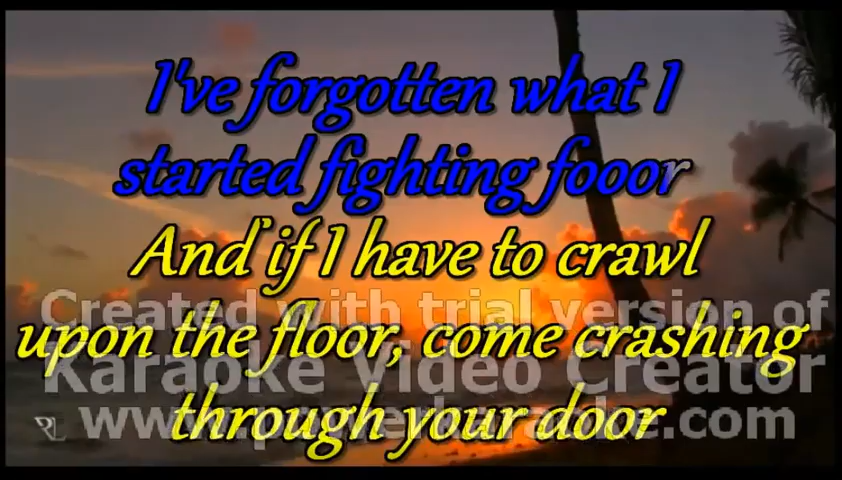 I've forgotten what I
started fighting fooor
And if I have to crawl
Created with trial version of
upon the floor, come crashing
Karaoke Video Creator
through your door
RL